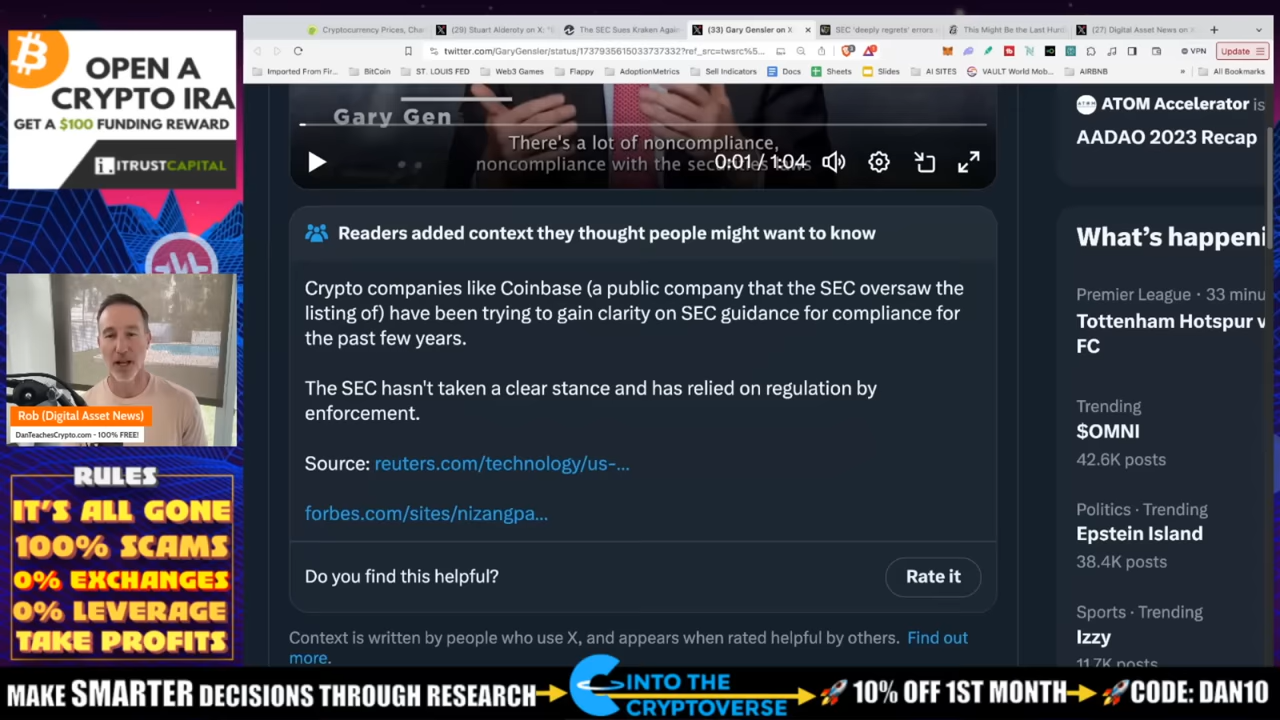 OPEN A
CRYPTO IRA
GET A $100 FUNDING REWARD
ITRUSTCAPITAL
Rob (Digital Asset News)
DanTeachesCrypto.com - 100% FREE!
RULES
IT'S ALL GONE
100% SCAMS
0% EXCHANGES
0% LEVERAGE
TAKE PROFITS
Cryptocurrency Prices, Char
(29) Stuart Alderoty on X: "
The SEC Sues Kraken Again
(33) Gary Gensler on X
SEC 'deeply regrets' errors
This Might Be the Last Hunt
(27) Digital Asset News on
twitter.com/GaryGensler/status/1737935615033737332?ref_src=twsrc%5...
VPN
Update
Imported From Fir...
BitCoin
ST. LOUIS FED
Web3 Games
Flappy
AdoptionMetrics
Sell Indicators
Docs
Sheets
Slides
AI SITES
VAULT World Mob...
AIRBNB
All Bookmarks
Gary Gen
There's a lot of noncompliance,
noncompliance with the securities laws
0:01 / 1:04
Readers added context they thought people might want to know
Crypto companies like Coinbase (a public company that the SEC oversaw the
listing of) have been trying to gain clarity on SEC guidance for compliance for
the past few years.
The SEC hasn't taken a clear stance and has relied on regulation by
enforcement.
Source: reuters.com/technology/us-...
forbes.com/sites/nizangpa...
Do you find this helpful?
Rate it
Context is written by people who use X, and appears when rated helpful by others. Find out
more.
ATOM Accelerator is
AADAO 2023 Recap
What's happeni
Premier League · 33 minu
Tottenham Hotspur v
FC
Trending
$OMNI
42.6K posts
Politics · Trending
Epstein Island
38.4K posts
Sports · Trending
Izzy
11.7K posts
MAKE SMARTER DECISIONS THROUGH RESEARCH
INTO THE
CRYPTOVERSE
10% OFF 1ST MONTH
CODE: DAN10